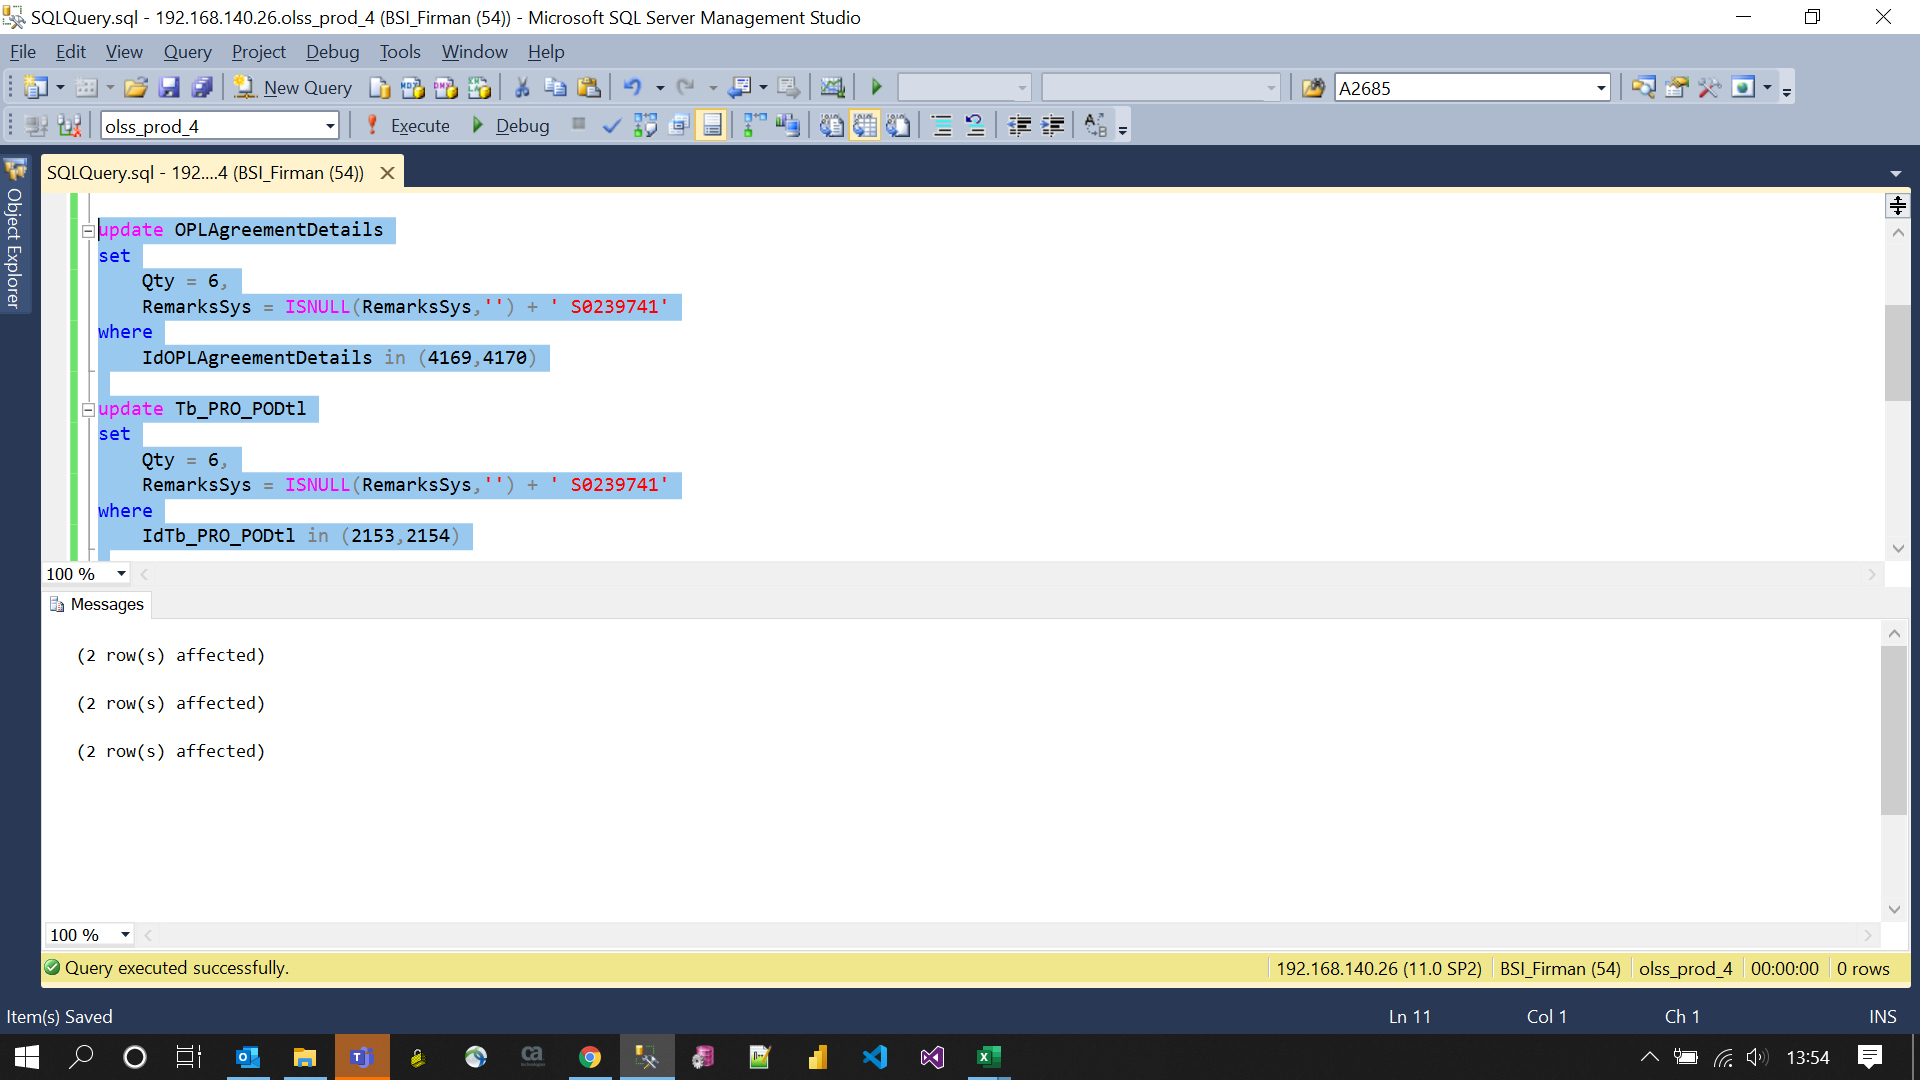 SQLQuery.sql - 192.168.140.26.olss_prod_4 (BSI_Firman (54)) - Microsoft SQL Server Management Studio
File Edit View Query Project Debug Tools Window Help
New Query A2685
olss_prod_4 Execute Debug
SQLQuery.sql - 192....4 (BSI_Firman (54))
Object Explorer
update OPLAgreementDetails
set
Qty = 6,
RemarksSys = ISNULL(RemarksSys,'') + ' S0239741'
where
IdOPLAgreementDetails in (4169,4170)
update Tb_PRO_PODtl
set
Qty = 6,
RemarksSys = ISNULL(RemarksSys,'') + ' S0239741'
where
IdTb_PRO_PODtl in (2153,2154)
100 %
Messages
(2 row(s) affected)
(2 row(s) affected)
(2 row(s) affected)
100 %
Query executed successfully. 192.168.140.26 (11.0 SP2) BSI_Firman (54) olss_prod_4 00:00:00 0 rows
Item(s) Saved Ln 11 Col 1 Ch 1 INS
13:54